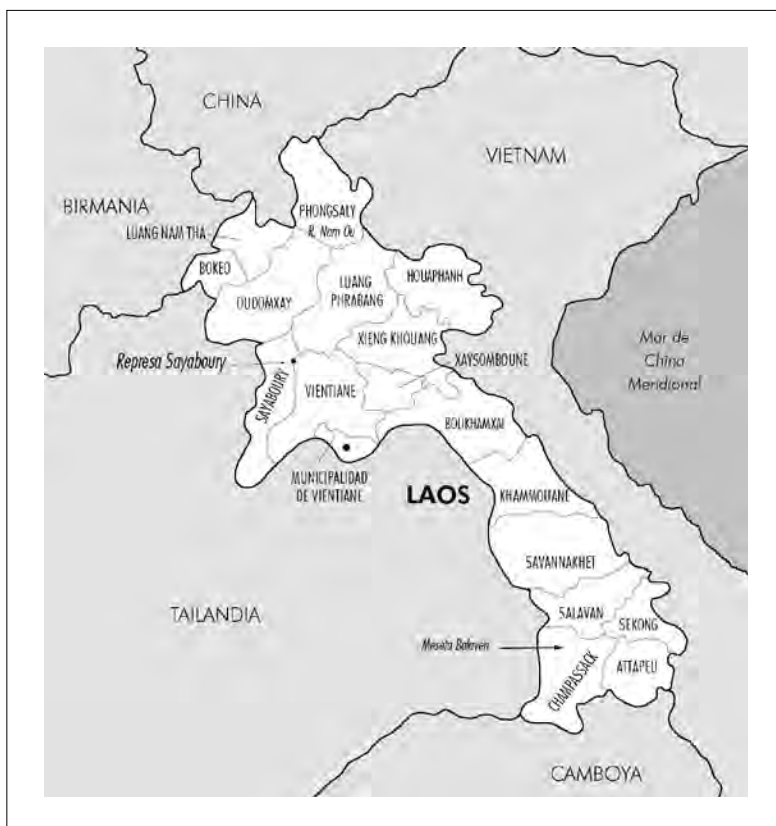 CHINA
VIETNAM
BIRMANIA
PHONGSALY
R. Nam Ou
LUANG NAM THA
BOKEO
HOUAPHANH
LUANG
PHRABANG
OUDOMXAY
XIENG KHOUANG
Mar de
China
Meridional
Represa Sayaboury
XAYSOMBOUNE
SAYABOURY
VIENTIANE
BOLIKHAMXAI
MUNICIPALIDAD
DE VIENTIANE
LAOS
KHAMMOUANE
SAVANNAKHET
TAILANDIA
SALAVAN
SEKONG
Meseta Bolaven
ATTAPEU
CHAMPASSACK
CAMBOYA